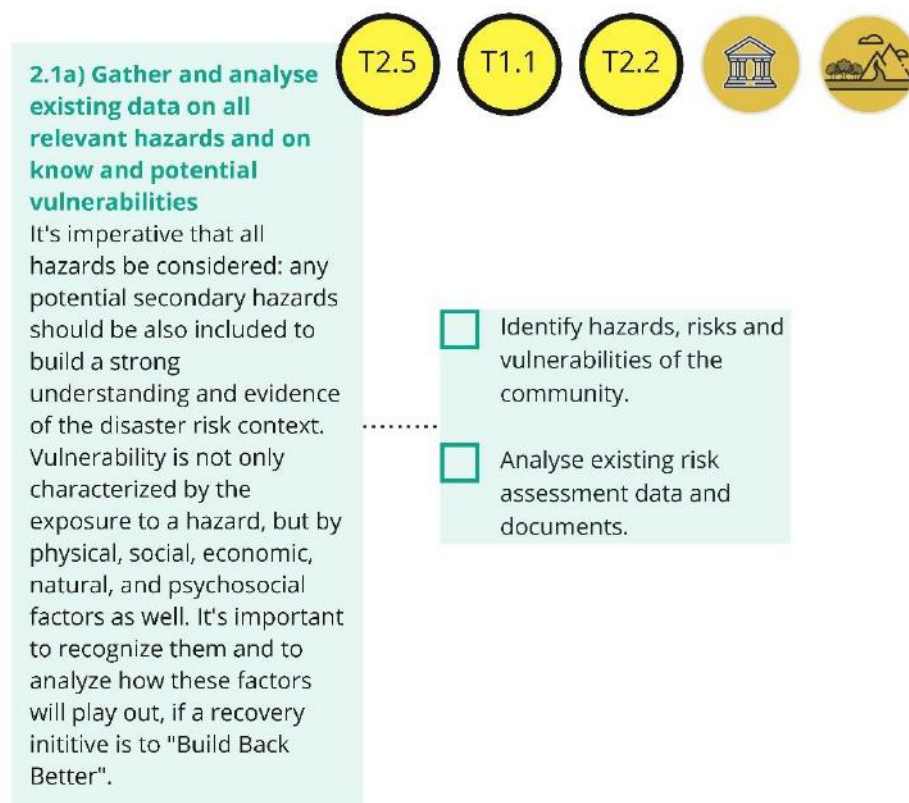 T2.5
T1.1
T2.2
2.1a) Gather and analyse
existing data on all
relevant hazards and on
know and potential
vulnerabilities
It's imperative that all
hazards be considered: any
potential secondary hazards
should be also included to
build a strong
understanding and evidence
of the disaster risk context.
Vulnerability is not only
characterized by the
exposure to a hazard, but by
physical, social, economic,
natural, and psychosocial
factors as well. It's important
to recognize them and to
analyze how these factors
will play out, if a recovery
inititive is to "Build Back
Better".
Identify hazards, risks and
vulnerabilities of the
community.
Analyse existing risk
assessment data and
documents.